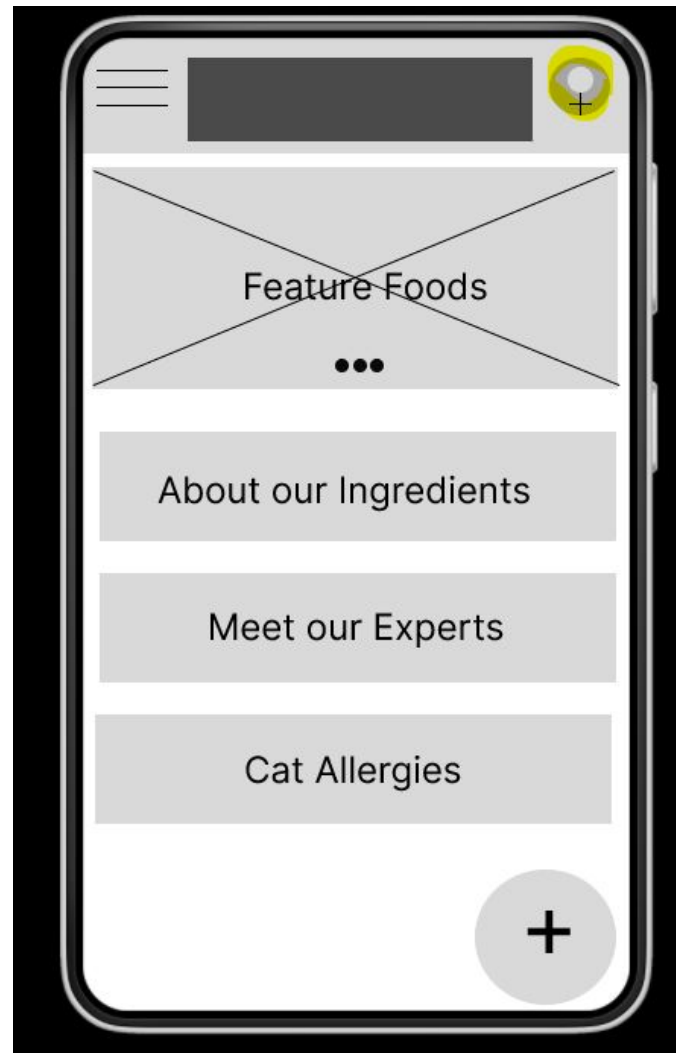 Feature Foods
About our Ingredients
Meet our Experts
Cat Allergies
+